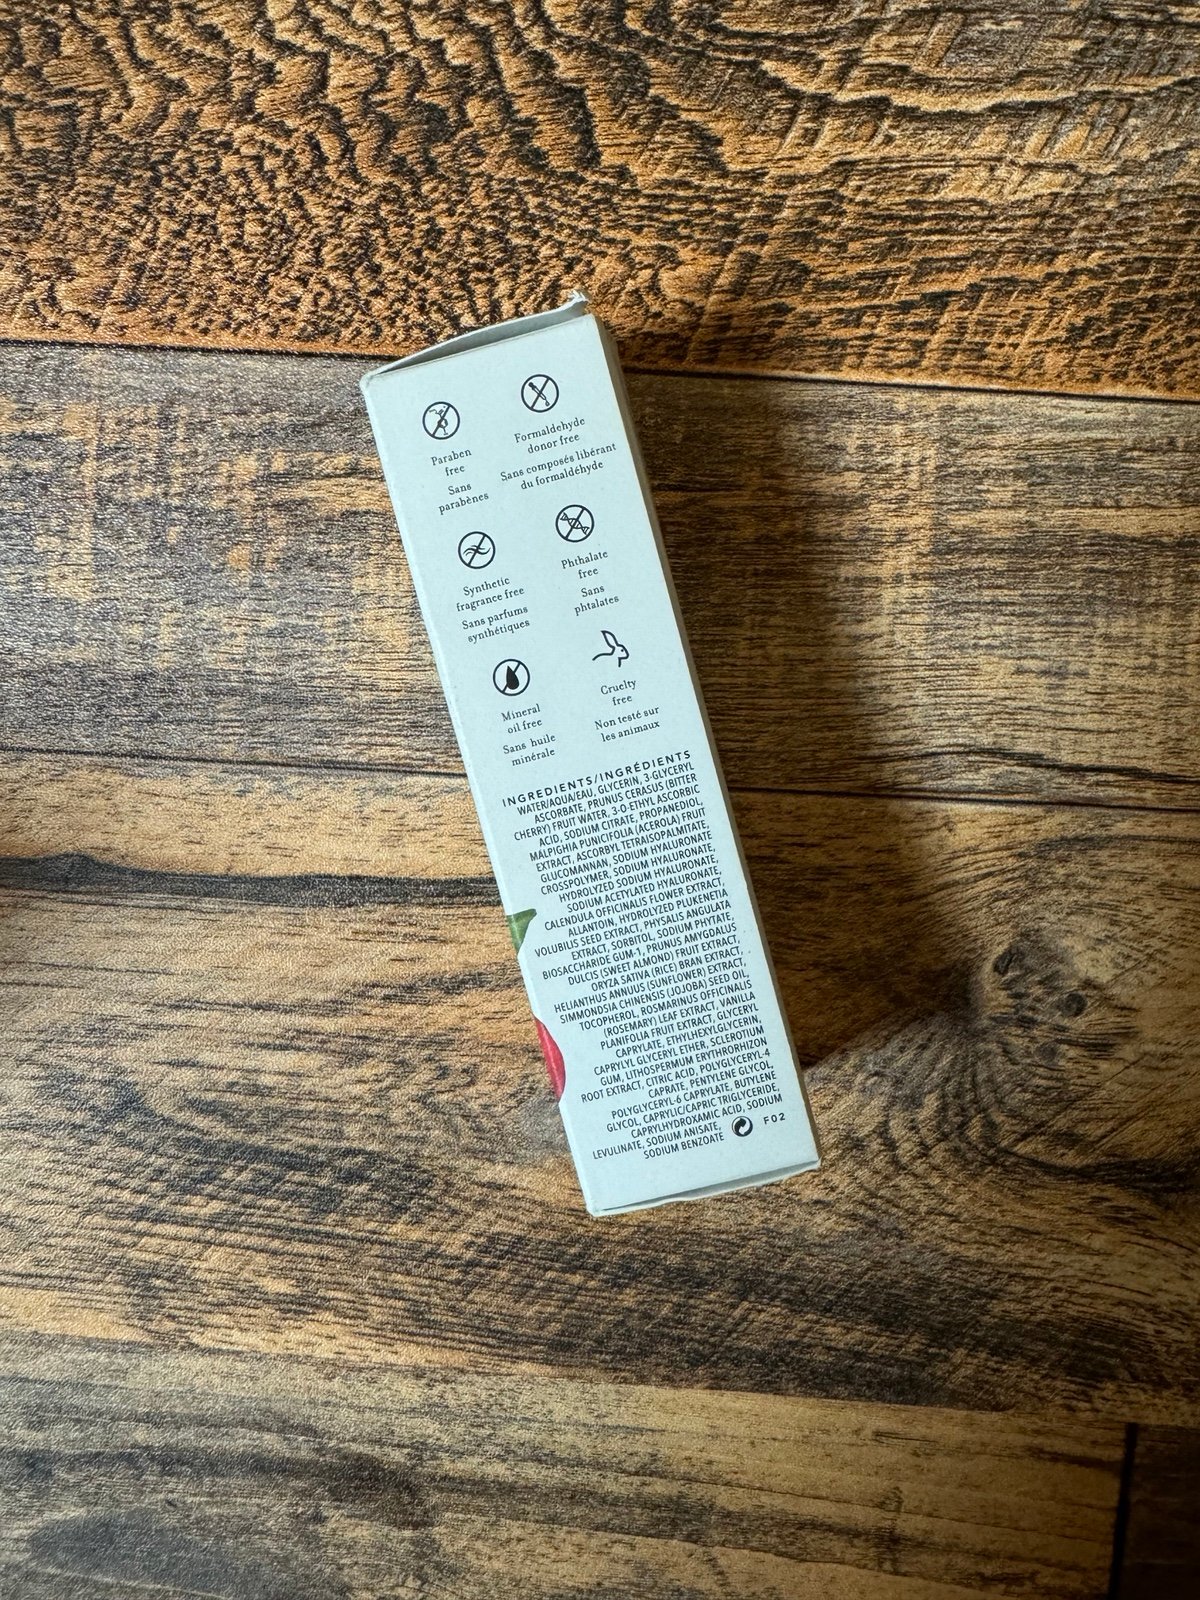 Paraben
free
Sans
parabènes
Formaldehyde
donor free
Sans composés libérant
du formaldéhyde
Synthetic
fragrance free
Sans parfums
synthétiques
Phthalate
free
Sans
phtalates
Mineral
oil free
Sans huile
minérale
Cruelty
free
Non testé sur
les animaux
INGREDIENTS/INGRÉDIENTS
WATER/AQUA/EAU, GLYCERIN, 3-GLYCERYL
ASCORBATE, PRUNUS CERASUS (BITTER
CHERRY) FRUIT WATER, 3-O-ETHYL ASCORBIC
ACID, SODIUM CITRATE, PROPANEDIOL,
MALPIGHIA PUNICIFOLIA (ACEROLA) FRUIT
EXTRACT, ASCORBYL TETRAISOPALMITATE,
GLUCOMANNAN, SODIUM HYALURONATE
CROSSPOLYMER, SODIUM HYALURONATE,
HYDROLYZED SODIUM HYALURONATE,
SODIUM ACETYLATED HYALURONATE,
CALENDULA OFFICINALIS FLOWER EXTRACT,
ALLANTOIN, HYDROLYZED PLUKENETIA
VOLUBILUS SEED EXTRACT, PHYSALIS ANGULATA
EXTRACT, SORBITOL, SODIUM PHYTATE,
BIOSACCHARIDE GUM-1, PRUNUS AMYGDALUS
DULCIS (SWEET ALMOND) FRUIT EXTRACT,
ORYZA SATIVA (RICE) BRAN EXTRACT,
HELIANTHUS ANNUUS (SUNFLOWER) EXTRACT,
SIMMONDSIA CHINENSIS (JOJOBA) SEED OIL,
TOCOPHEROL, ROSMARINUS OFFICINALIS
(ROSEMARY) LEAF EXTRACT, VANILLA
PLANIFOLIA FRUIT EXTRACT, GLYCERYL
CAPRYLATE, ETHYLHEXYLGLYCERIN,
CAPRYLYL GLYCERYL ETHER, SCLEROTIUM
GUM, LITHOSPERMUM ERYTHRORHIZON
ROOT EXTRACT, CITRIC ACID, POLYGLYCERYL-4
CAPRATE, PENTYLENE GLYCOL,
POLYGLYCERYL-6 CAPRYLATE, BUTYLENE
GLYCOL, CAPRYLIC/CAPRIC TRIGLYCERIDE,
CAPRYLHYDROXAMIC ACID, SODIUM
LEVULINATE, SODIUM ANISATE,
SODIUM BENZOATE
F02